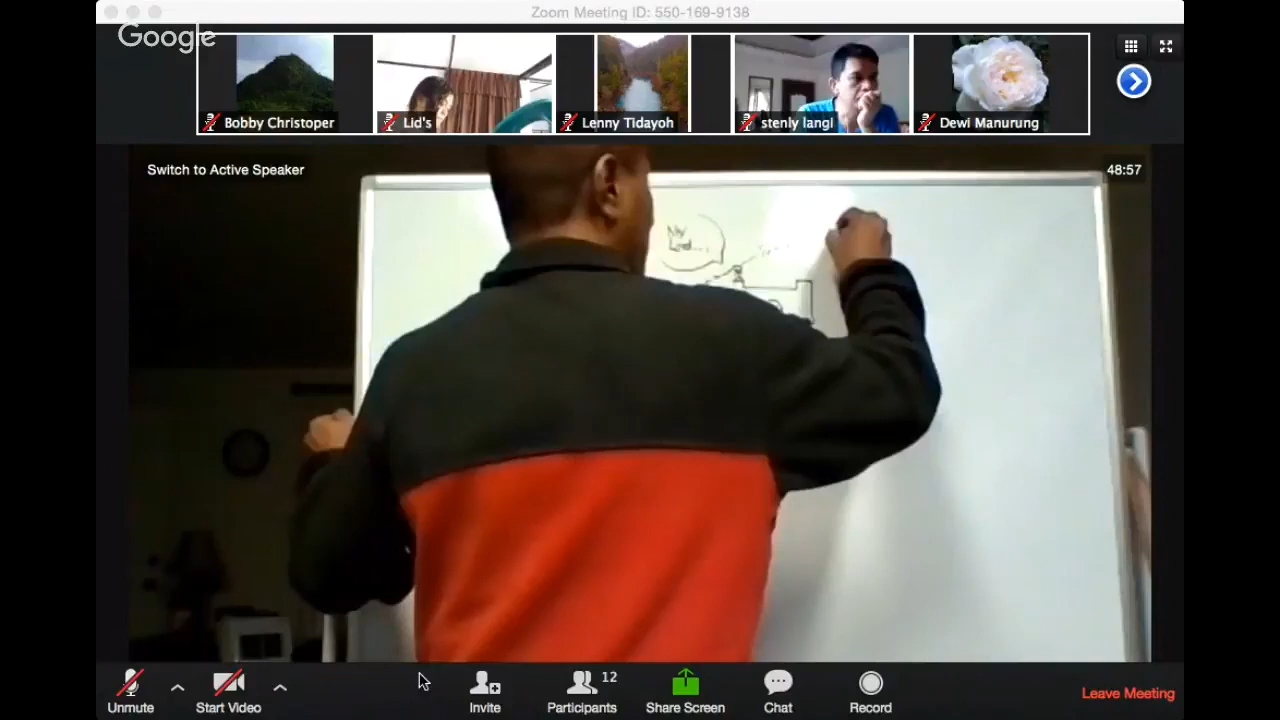 Zoom Meeting ID: 550-169-9138
Google
Bobby Christoper
Lid's
Lenny Tidayoh
stenly langi
Dewi Manurung
Switch to Active Speaker
48:57
Unmute
Start Video
Invite
Participants
12
Share Screen
Chat
Record
Leave Meeting